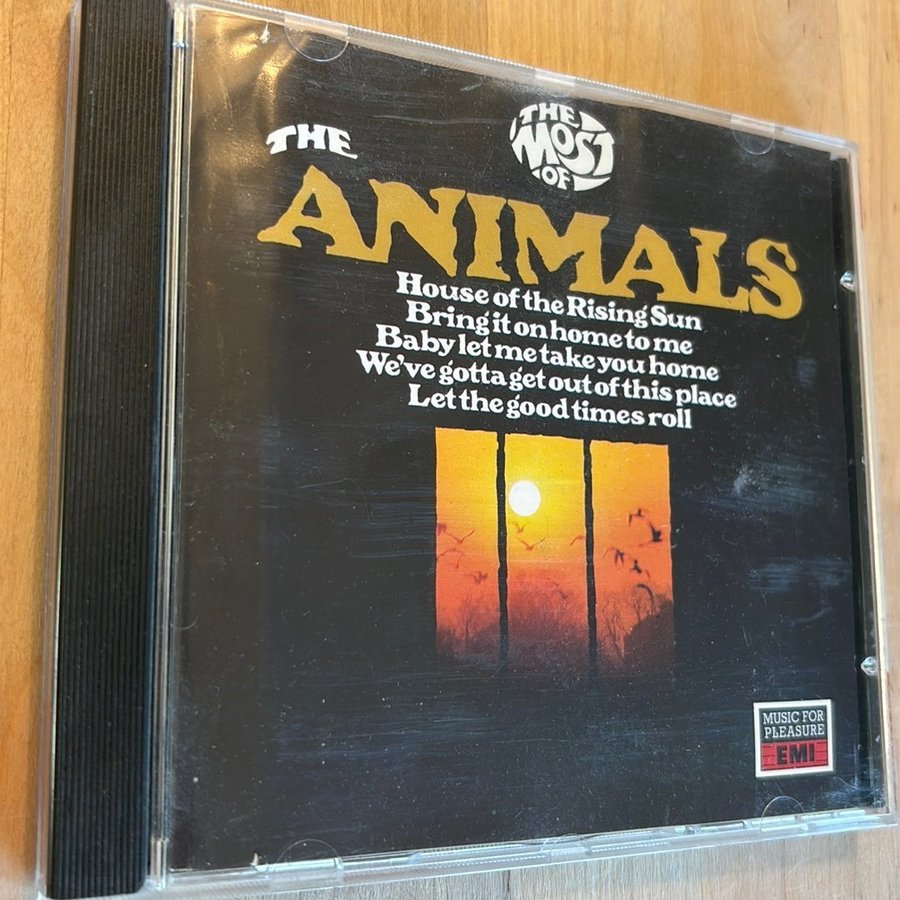 THE MOST OF
THE
ANIMALS
House of the Rising Sun
Bring it on home to me
Baby let me take you home
We've gotta get out of this place
Let the good times roll
MUSIC FOR
PLEASURE
EMI